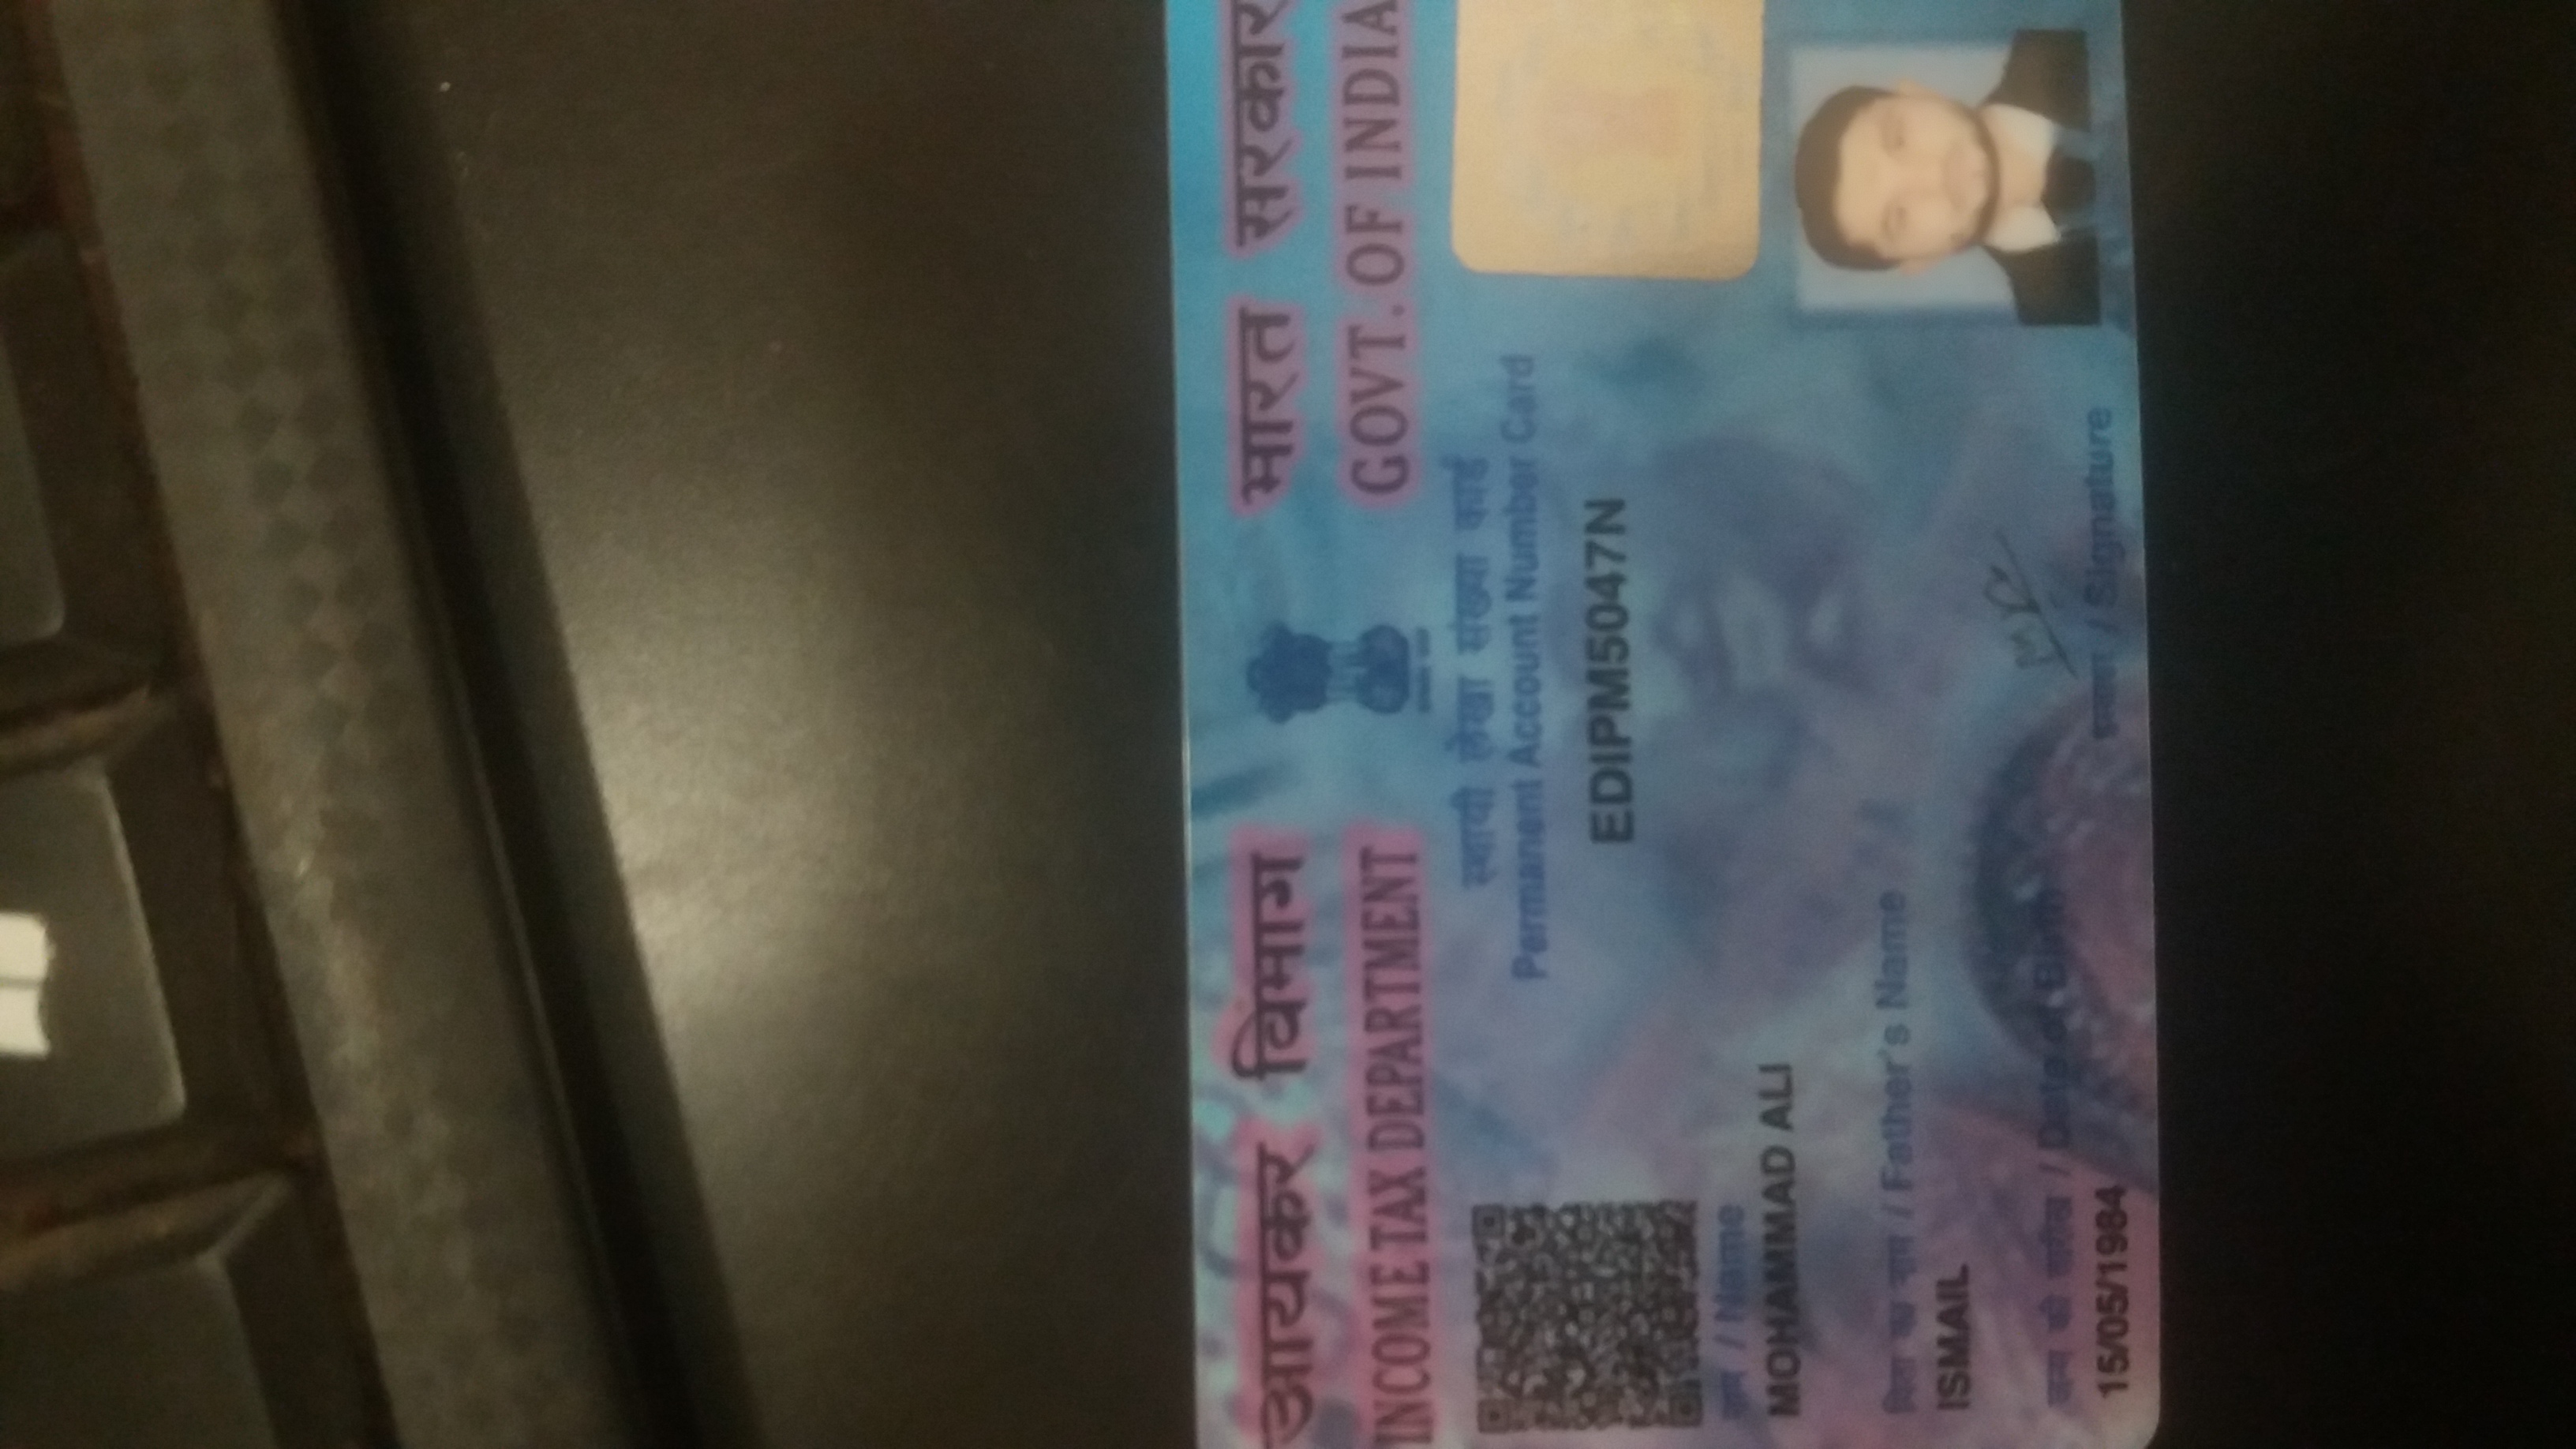 आयकर विभाग
भारत सरकार
INCOME TAX DEPARTMENT
GOVT. OF INDIA
स्थायी लेखा संख्या कार्ड
Permanent Account Number Card
EDIPM5047N
नाम / Name
MOHAMMAD ALI
पिता का नाम / Father's Name
ISMAIL
जन्म की तारीख / Date of Birth
15/05/1984
हस्ताक्षर / Signature